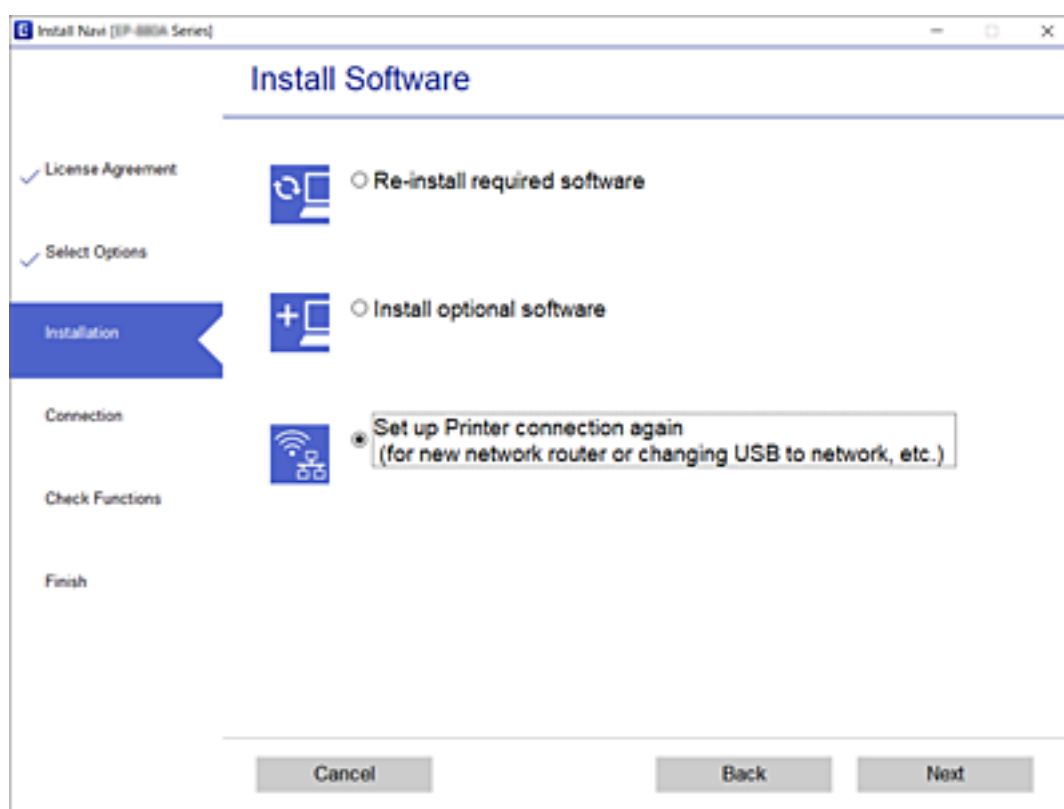 Install Navi [EP-880A Series]
Install Software
License Agreement
Select Options
Installation
Connection
Check Functions
Finish
Re-install required software
Install optional software
Set up Printer connection again
(for new network router or changing USB to network, etc.)
Cancel
Back
Next